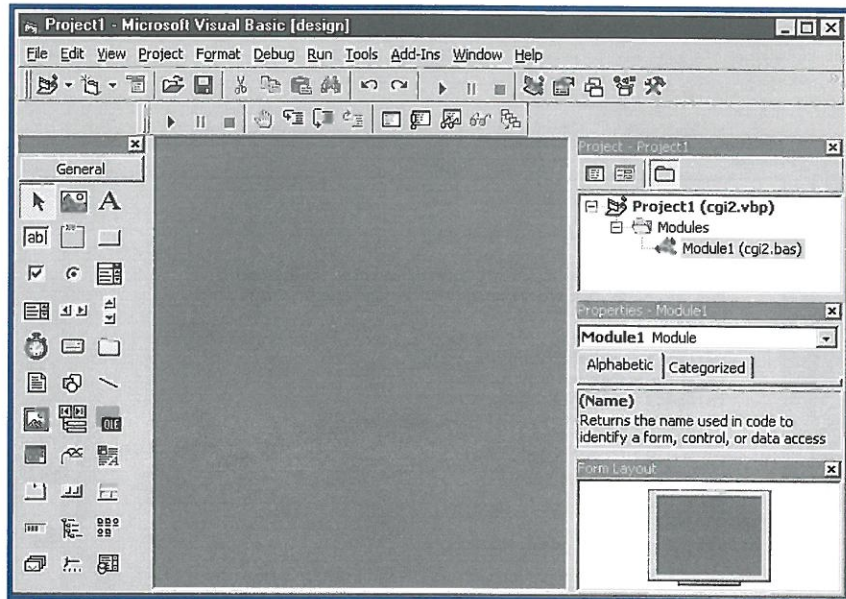 Project1 - Microsoft Visual Basic [design]
File Edit View Project Format Debug Run Tools Add-Ins Window Help
General
A
ab
OLE
Project - Project1
Project1 (cgi2.vbp)
Modules
Module1 (cgi2.bas)
Properties - Module1
Module1 Module
Alphabetic Categorized
(Name)
Returns the name used in code to
identify a form, control, or data access
Form Layout